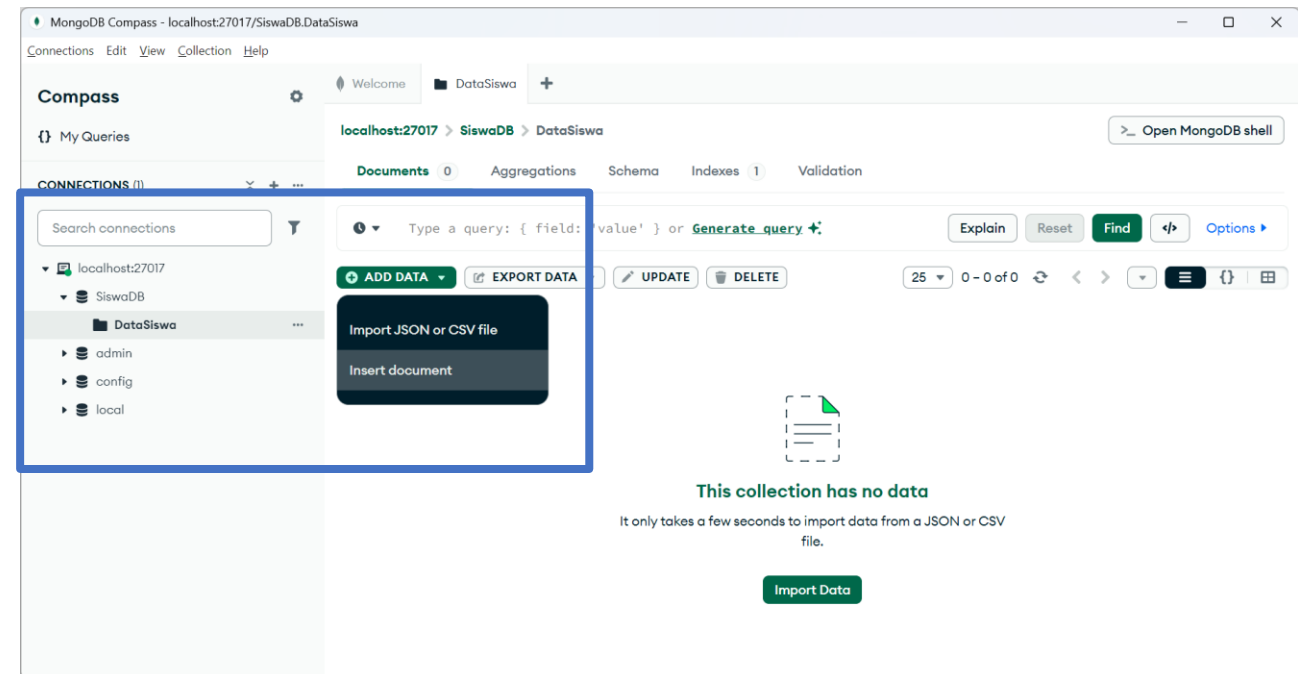 MongoDB Compass - localhost:27017/SiswaDB.DataSiswa
Connections Edit View Collection Help
Compass
{} My Queries
CONNECTIONS (1)
Search connections
localhost:27017
SiswaDB
DataSiswa
admin
config
local
Welcome DataSiswa
localhost:27017 > SiswaDB > DataSiswa
>_ Open MongoDB shell
Documents 0 Aggregations Schema Indexes 1 Validation
Type a query: { field: 'value' } or Generate query
Explain Reset Find </> Options
ADD DATA EXPORT DATA UPDATE DELETE 25 0 – 0 of 0 {}
Import JSON or CSV file
Insert document
This collection has no data
It only takes a few seconds to import data from a JSON or CSV
file.
Import Data